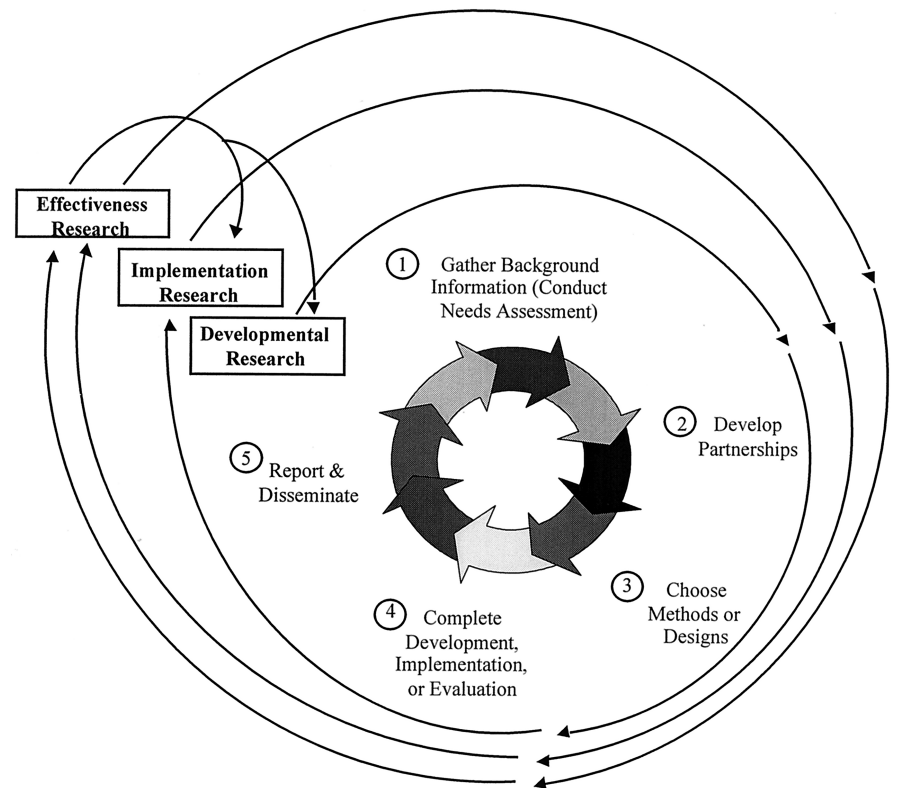 Effectiveness
Research
Implementation
Research
Developmental
Research
1
Gather Background
Information (Conduct
Needs Assessment)
2
Develop
Partnerships
3
Choose
Methods or
Designs
4
Complete
Development,
Implementation,
or Evaluation
5
Report &
Disseminate